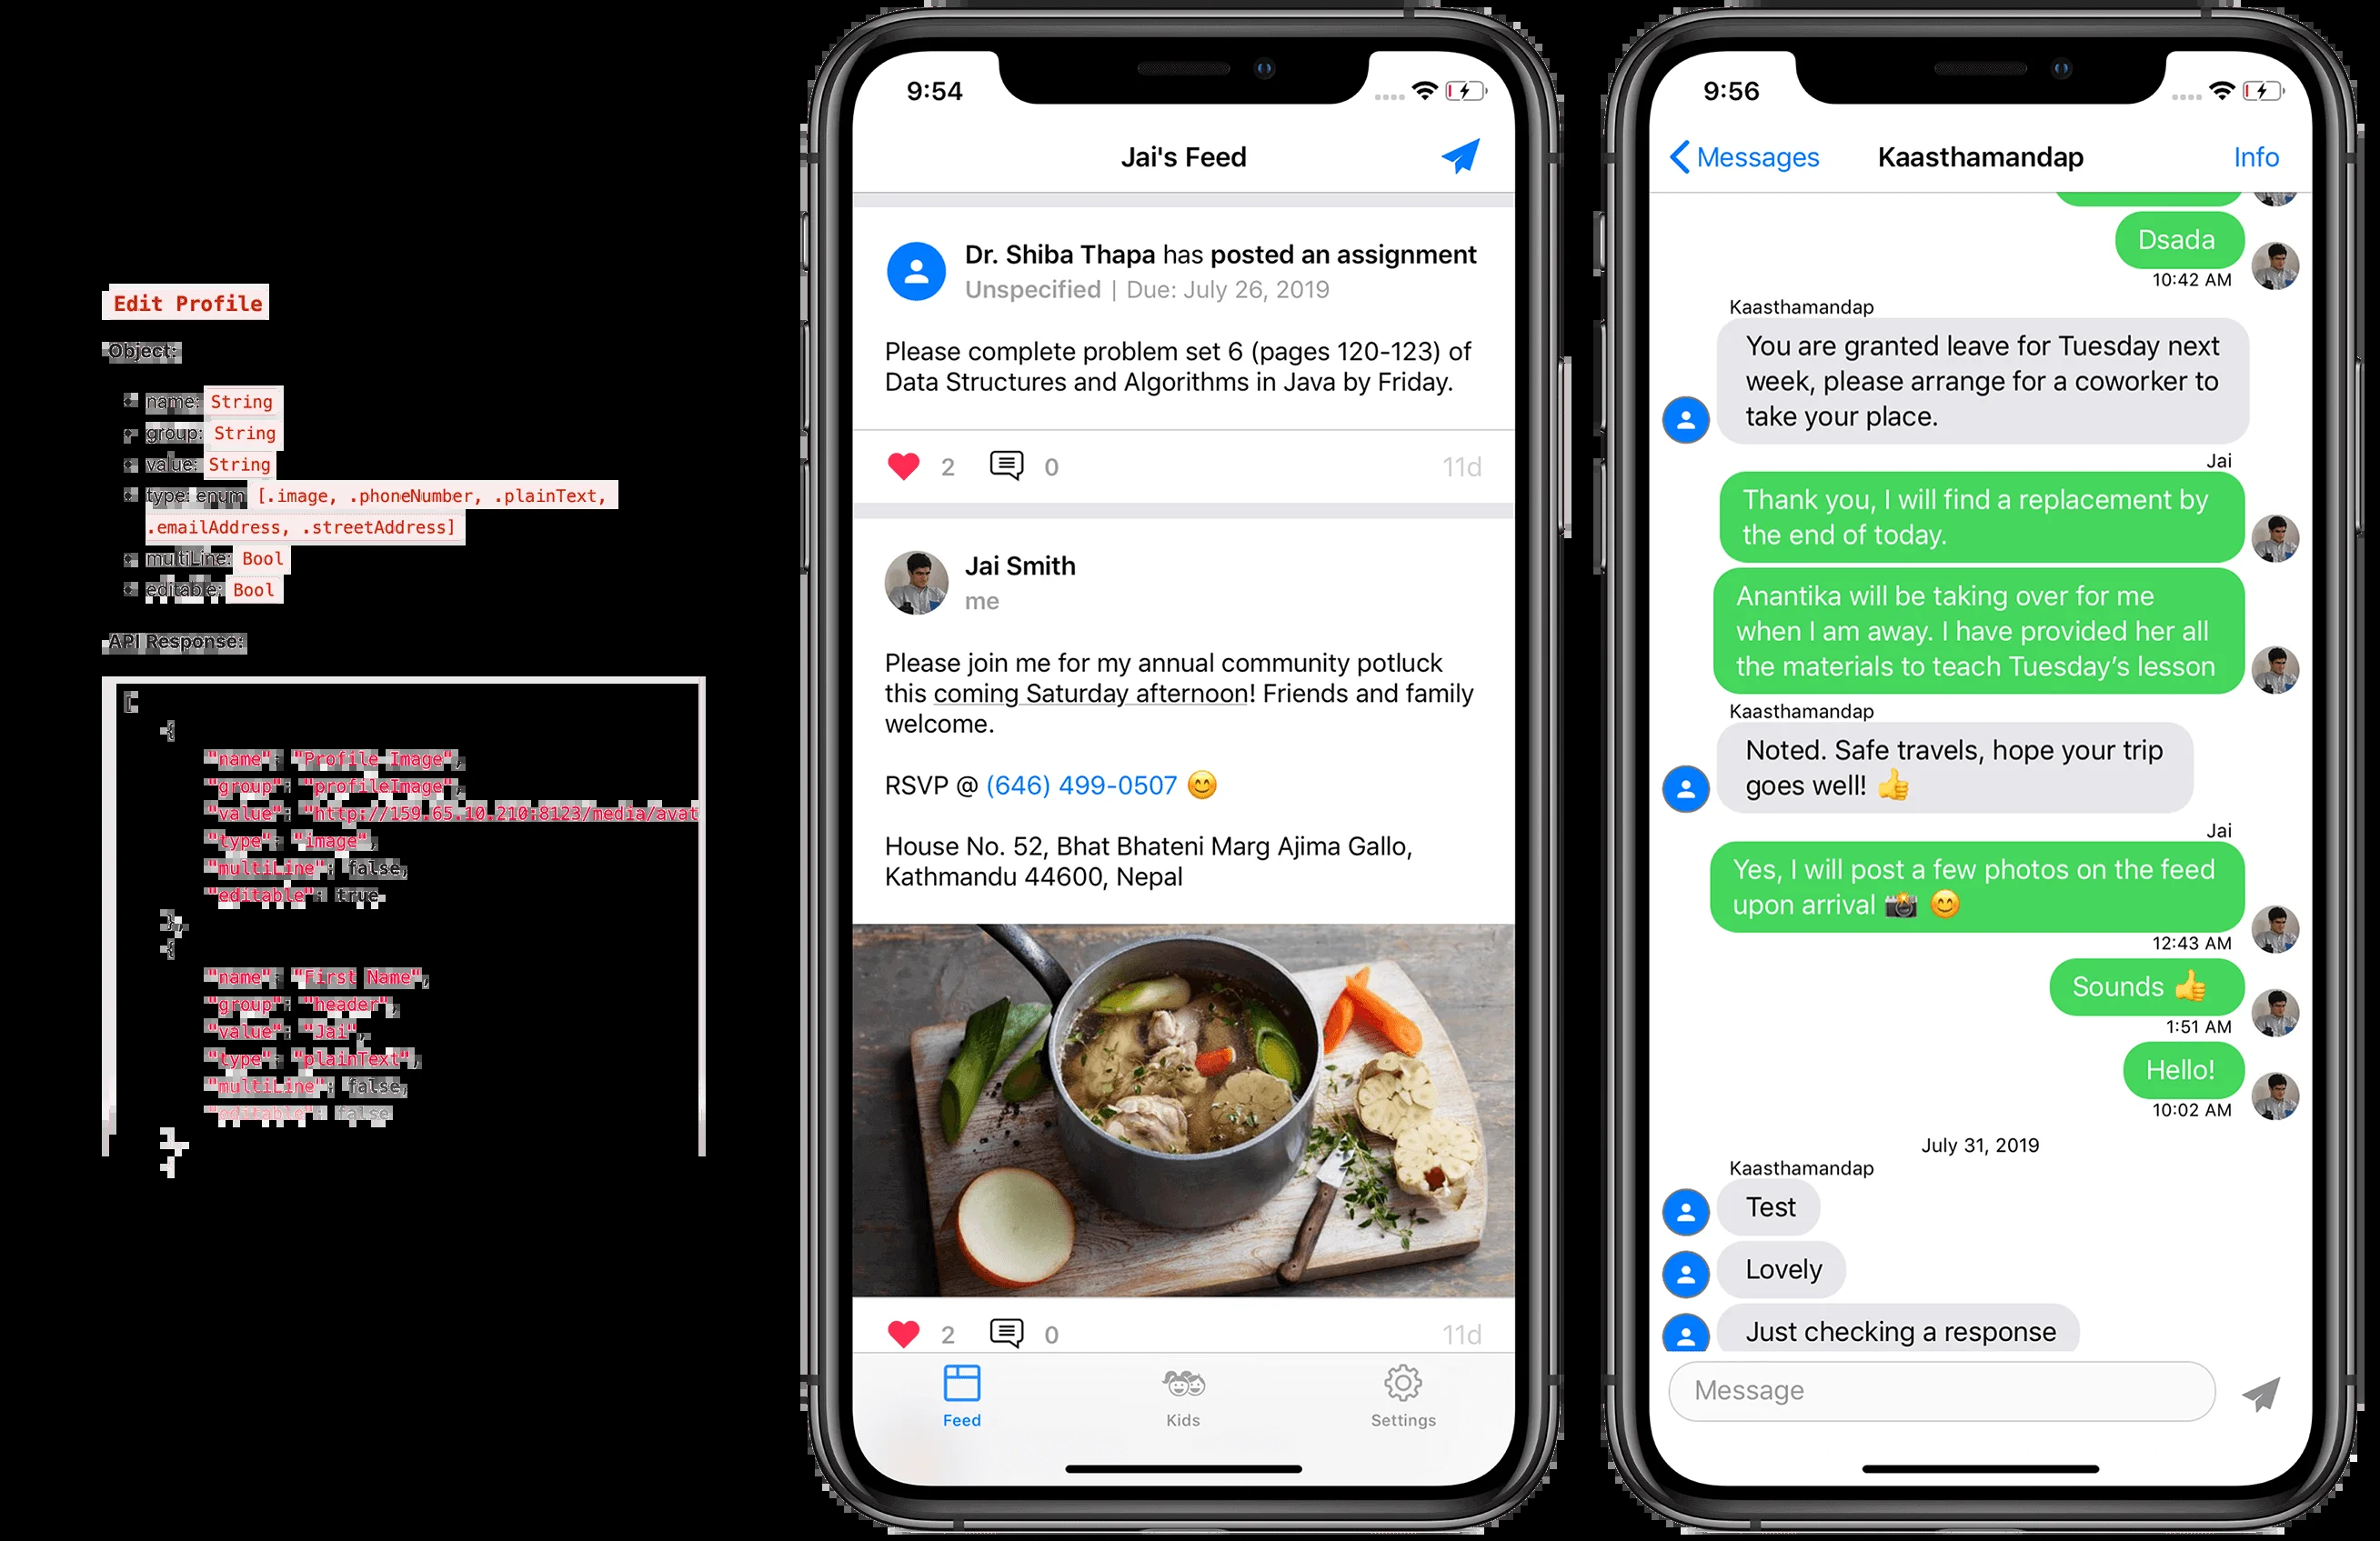 Edit Profile
Object:
name: String
group: String
value: String
type: enum [.image, .phoneNumber, .plainText,
.emailAddress, .streetAddress]
multiLine: Bool
editable: Bool
API Response:
[
{
"name": "Profile Image",
"group": "profileImage",
"value": "http://159.65.10.210:8123/media/avat
"type": "image",
"multiLine": false,
"editable": true
},
{
"name": "First Name",
"group": "header",
"value": "Jai",
"type": "plainText",
"multiLine": false,
"editable": false
},
{
9:54
Jai's Feed
Dr. Shiba Thapa has posted an assignment
Unspecified | Due: July 26, 2019
Please complete problem set 6 (pages 120-123) of
Data Structures and Algorithms in Java by Friday.
2 0 11d
Jai Smith
me
Please join me for my annual community potluck
this coming Saturday afternoon! Friends and family
welcome.
RSVP @ (646) 499-0507 😊
House No. 52, Bhat Bhateni Marg Ajima Gallo,
Kathmandu 44600, Nepal
2 0 11d
Feed Kids Settings
9:56
Messages Kaasthamandap Info
Dsada
10:42 AM
Kaasthamandap
You are granted leave for Tuesday next
week, please arrange for a coworker to
take your place.
Jai
Thank you, I will find a replacement by
the end of today.
Anantika will be taking over for me
when I am away. I have provided her all
the materials to teach Tuesday’s lesson
Kaasthamandap
Noted. Safe travels, hope your trip
goes well! 👍
Jai
Yes, I will post a few photos on the feed
upon arrival 📸 😊
12:43 AM
Sounds 👍
1:51 AM
Hello!
10:02 AM
July 31, 2019
Kaasthamandap
Test
Lovely
Just checking a response
Message